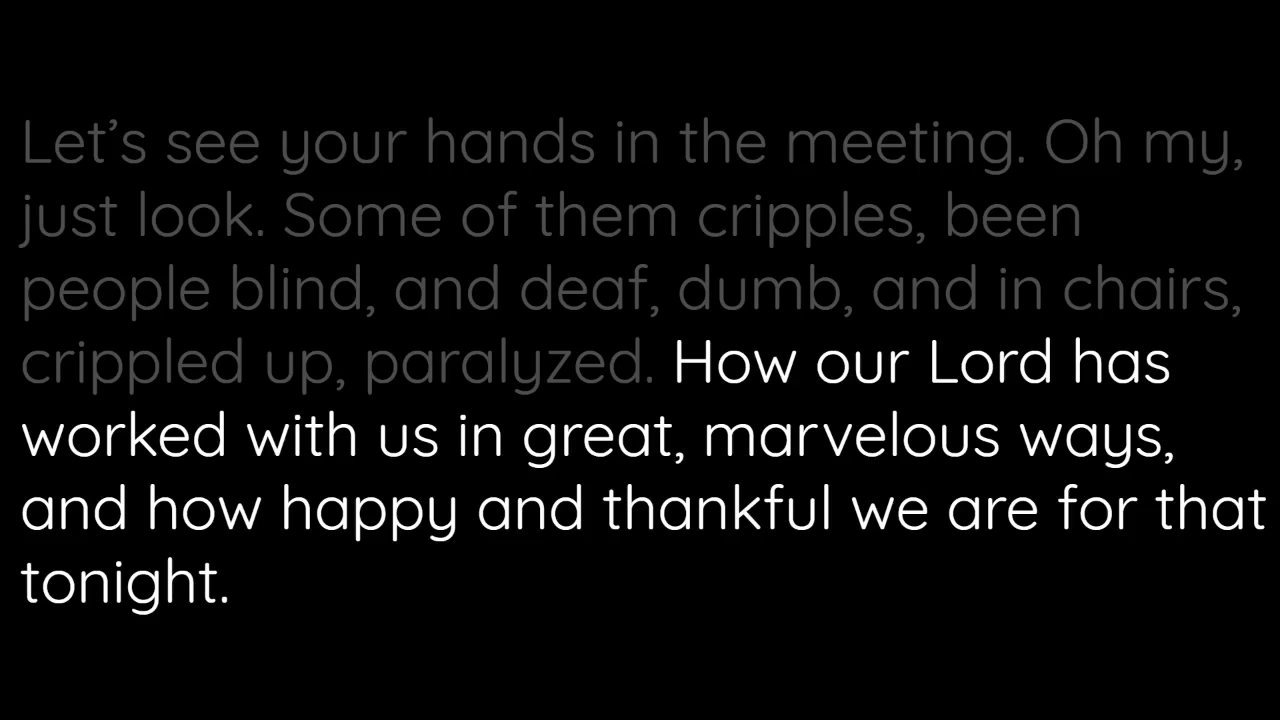 Let’s see your hands in the meeting. Oh my,
just look. Some of them cripples, been
people blind, and deaf, dumb, and in chairs,
crippled up, paralyzed. How our Lord has
worked with us in great, marvelous ways,
and how happy and thankful we are for that
tonight.